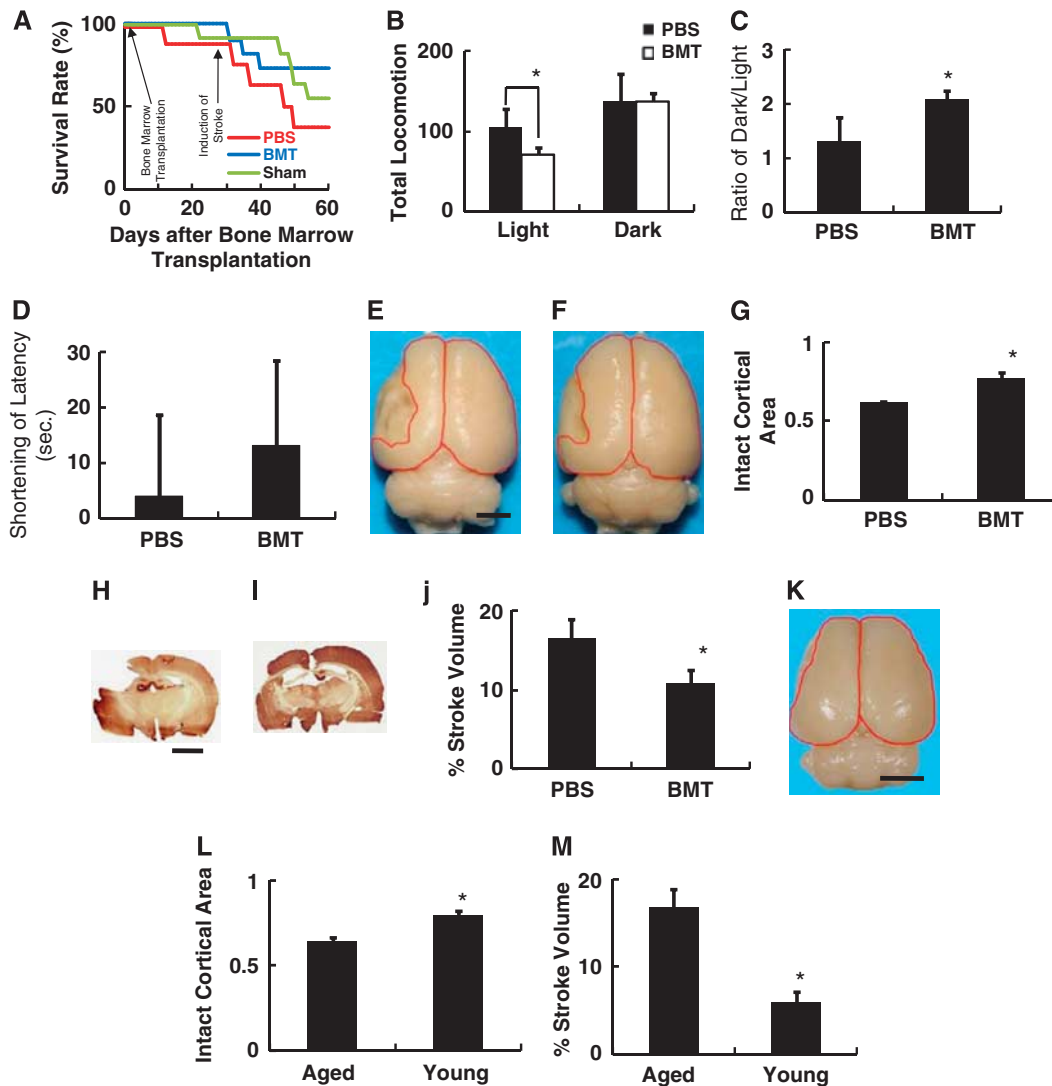 A
Survival Rate (%)
100
50
0
Bone Marrow
Transplantation
Induction of
Stroke
PBS
BMT
Sham
0
20
40
60
Days after Bone Marrow
Transplantation
B
Total Locomotion
200
100
0
PBS
BMT
*
Light
Dark
C
Ratio of Dark/Light
3
2
1
0
*
PBS
BMT
D
Shortening of Latency
(sec.)
30
20
10
0
PBS
BMT
E
F
G
Intact Cortical
Area
1
0.5
0
*
PBS
BMT
H
I
j
% Stroke Volume
20
10
0
*
PBS
BMT
K
L
Intact Cortical Area
1
0.5
0
*
Aged
Young
M
% Stroke Volume
20
10
0
*
Aged
Young